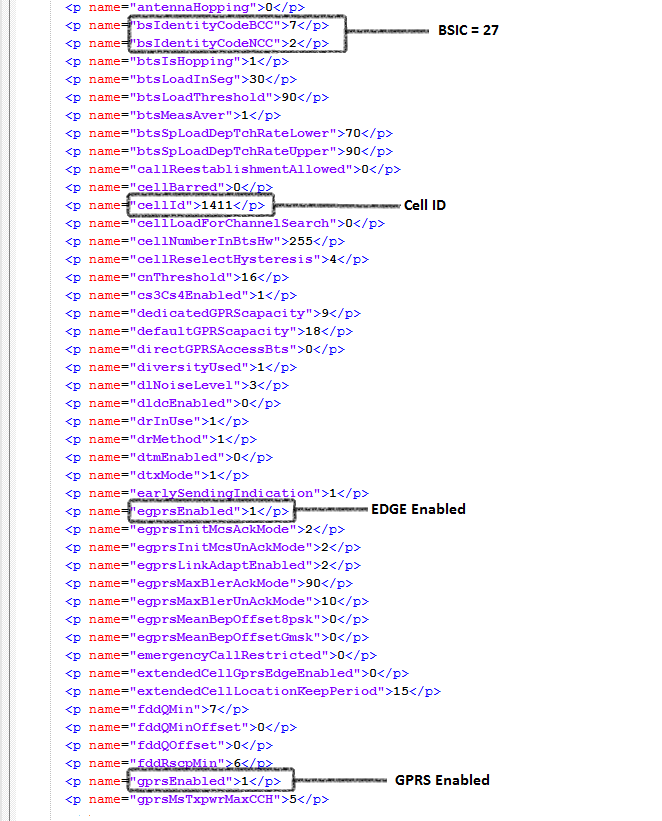 <p name="antennaHopping">0</p>
<p name="bsIdentityCodeBCC">7</p>
BSIC = 27
<p name="bsIdentityCodeNCC">2</p>
<p name="btsIsHopping">1</p>
<p name="btsLoadInSeg">30</p>
<p name="btsLoadThreshold">90</p>
<p name="btsMeasAver">1</p>
<p name="btsSpLoadDepTchRateLower">70</p>
<p name="btsSpLoadDepTchRateUpper">90</p>
<p name="callReestablishmentAllowed">0</p>
<p name="cellBarred">0</p>
<p name="cellId">1411</p>
Cell ID
<p name="cellLoadForChannelSearch">0</p>
<p name="cellNumberInBtsHw">255</p>
<p name="cellReselectHysteresis">4</p>
<p name="cnThreshold">16</p>
<p name="cs3Cs4Enabled">1</p>
<p name="dedicatedGPRScapacity">9</p>
<p name="defaultGPRScapacity">18</p>
<p name="directGPRSAccessBts">0</p>
<p name="diversityUsed">1</p>
<p name="dlNoiseLevel">3</p>
<p name="dldcEnabled">0</p>
<p name="drInUse">1</p>
<p name="drMethod">1</p>
<p name="dtmEnabled">0</p>
<p name="dtxMode">1</p>
<p name="earlySendingIndication">1</p>
<p name="egprsEnabled">1</p>
EDGE Enabled
<p name="egprsInitMcsAckMode">2</p>
<p name="egprsInitMcsUnAckMode">2</p>
<p name="egprsLinkAdaptEnabled">2</p>
<p name="egprsMaxBlerAckMode">90</p>
<p name="egprsMaxBlerUnAckMode">10</p>
<p name="egprsMeanBepOffset8psk">0</p>
<p name="egprsMeanBepOffsetGmsk">0</p>
<p name="emergencyCallRestricted">0</p>
<p name="extendedCellGprsEdgeEnabled">0</p>
<p name="extendedCellLocationKeepPeriod">15</p>
<p name="fddQMin">7</p>
<p name="fddQMinOffset">0</p>
<p name="fddQOffset">0</p>
<p name="fddRscpMin">6</p>
<p name="gprsEnabled">1</p>
GPRS Enabled
<p name="gprsMsTxpwrMaxCCH">5</p>